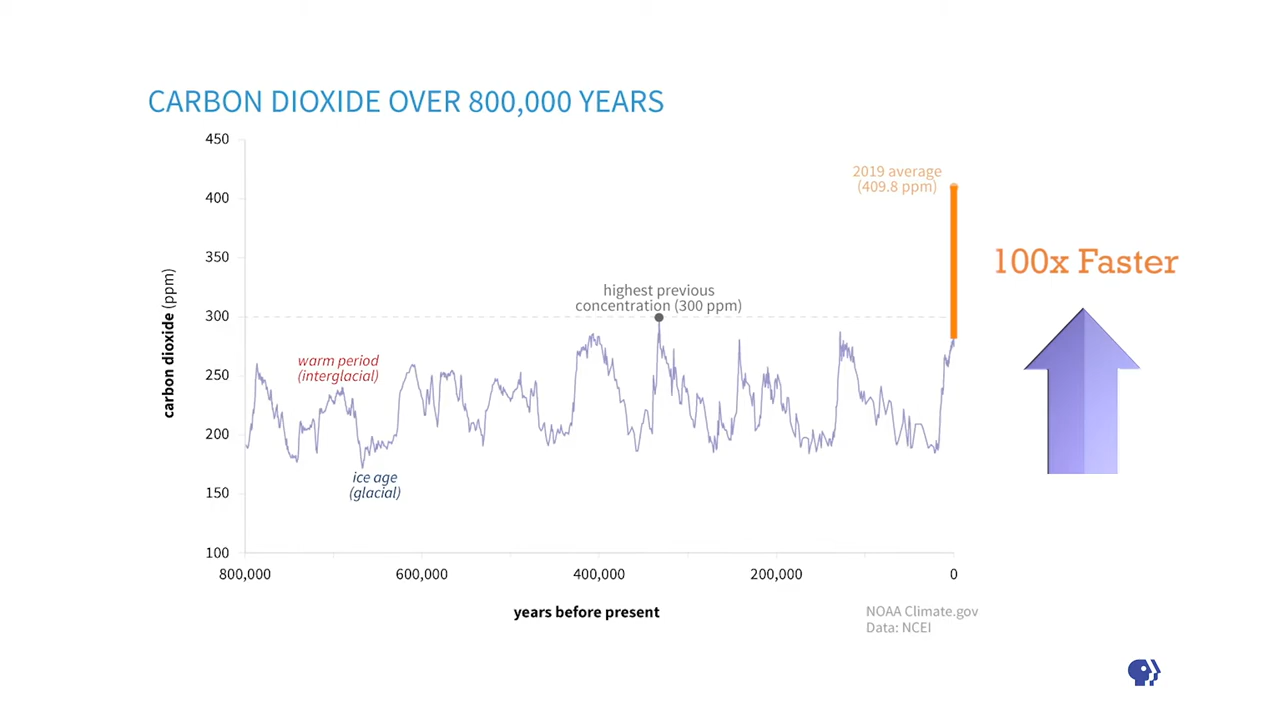 CARBON DIOXIDE OVER 800,000 YEARS
450
400
350
300
250
200
150
100
carbon dioxide (ppm)
2019 average
(409.8 ppm)
100x Faster
highest previous
concentration (300 ppm)
warm period
(interglacial)
ice age
(glacial)
800,000
600,000
400,000
200,000
0
years before present
NOAA Climate.gov
Data: NCEI